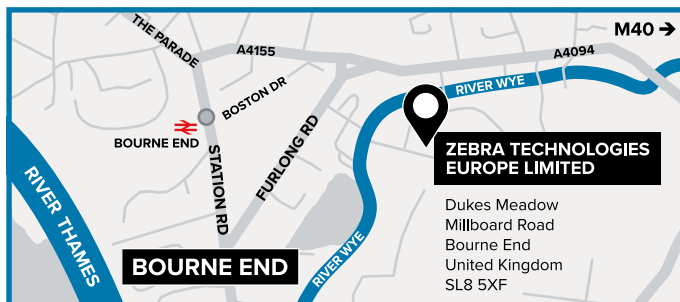 M40 →
THE PARADE
A4155
A4094
RIVER WYE
BOSTON DR
BOURNE END
STATION RD
FURLONG RD
ZEBRA TECHNOLOGIES
EUROPE LIMITED
Dukes Meadow
Millboard Road
Bourne End
United Kingdom
SL8 5XF
RIVER THAMES
BOURNE END
RIVER WYE